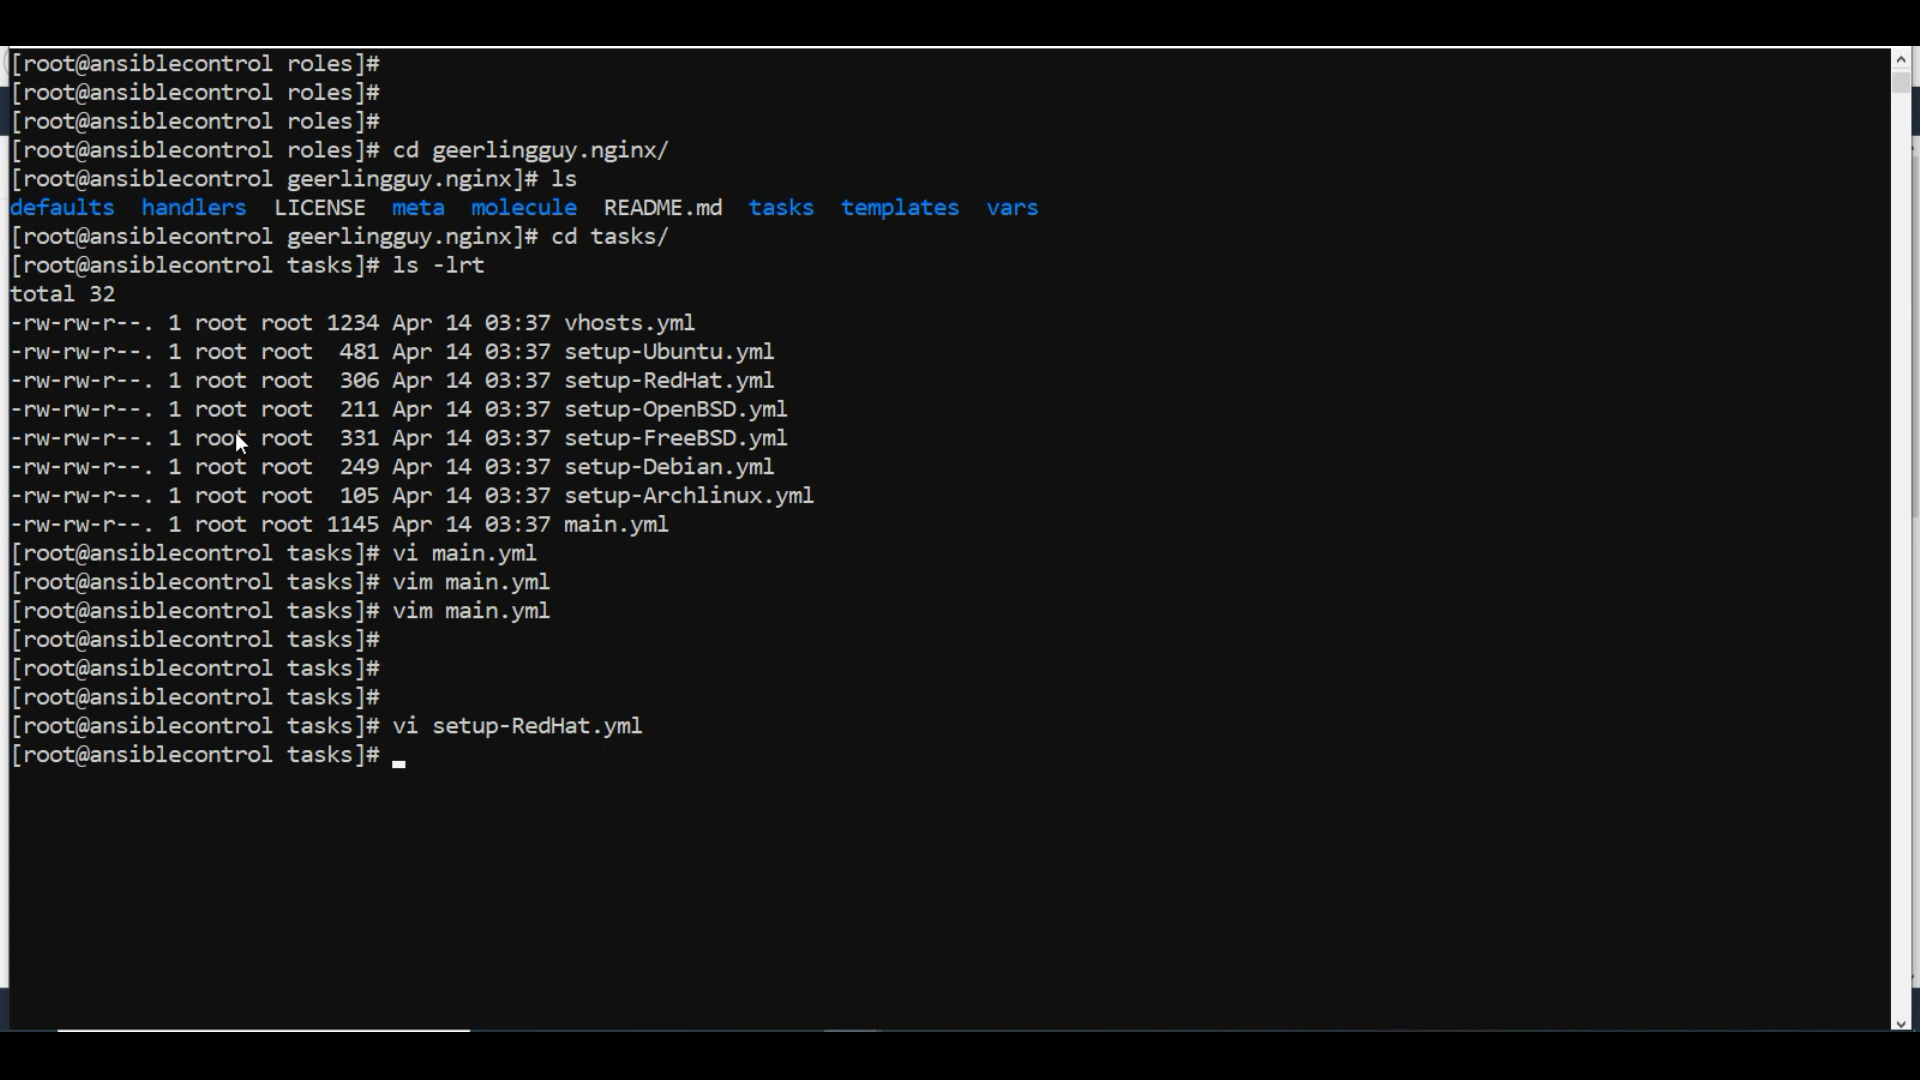 [root@ansiblecontrol roles]#
[root@ansiblecontrol roles]#
[root@ansiblecontrol roles]#
[root@ansiblecontrol roles]# cd geerlingguy.nginx/
[root@ansiblecontrol geerlingguy.nginx]# ls
defaults  handlers  LICENSE  meta  molecule  README.md  tasks  templates  vars
[root@ansiblecontrol geerlingguy.nginx]# cd tasks/
[root@ansiblecontrol tasks]# ls -lrt
total 32
-rw-rw-r--. 1 root root 1234 Apr 14 03:37 vhosts.yml
-rw-rw-r--. 1 root root  481 Apr 14 03:37 setup-Ubuntu.yml
-rw-rw-r--. 1 root root  306 Apr 14 03:37 setup-RedHat.yml
-rw-rw-r--. 1 root root  211 Apr 14 03:37 setup-OpenBSD.yml
-rw-rw-r--. 1 root root  331 Apr 14 03:37 setup-FreeBSD.yml
-rw-rw-r--. 1 root root  249 Apr 14 03:37 setup-Debian.yml
-rw-rw-r--. 1 root root  105 Apr 14 03:37 setup-Archlinux.yml
-rw-rw-r--. 1 root root 1145 Apr 14 03:37 main.yml
[root@ansiblecontrol tasks]# vi main.yml
[root@ansiblecontrol tasks]# vim main.yml
[root@ansiblecontrol tasks]# vim main.yml
[root@ansiblecontrol tasks]#
[root@ansiblecontrol tasks]#
[root@ansiblecontrol tasks]#
[root@ansiblecontrol tasks]# vi setup-RedHat.yml
[root@ansiblecontrol tasks]#